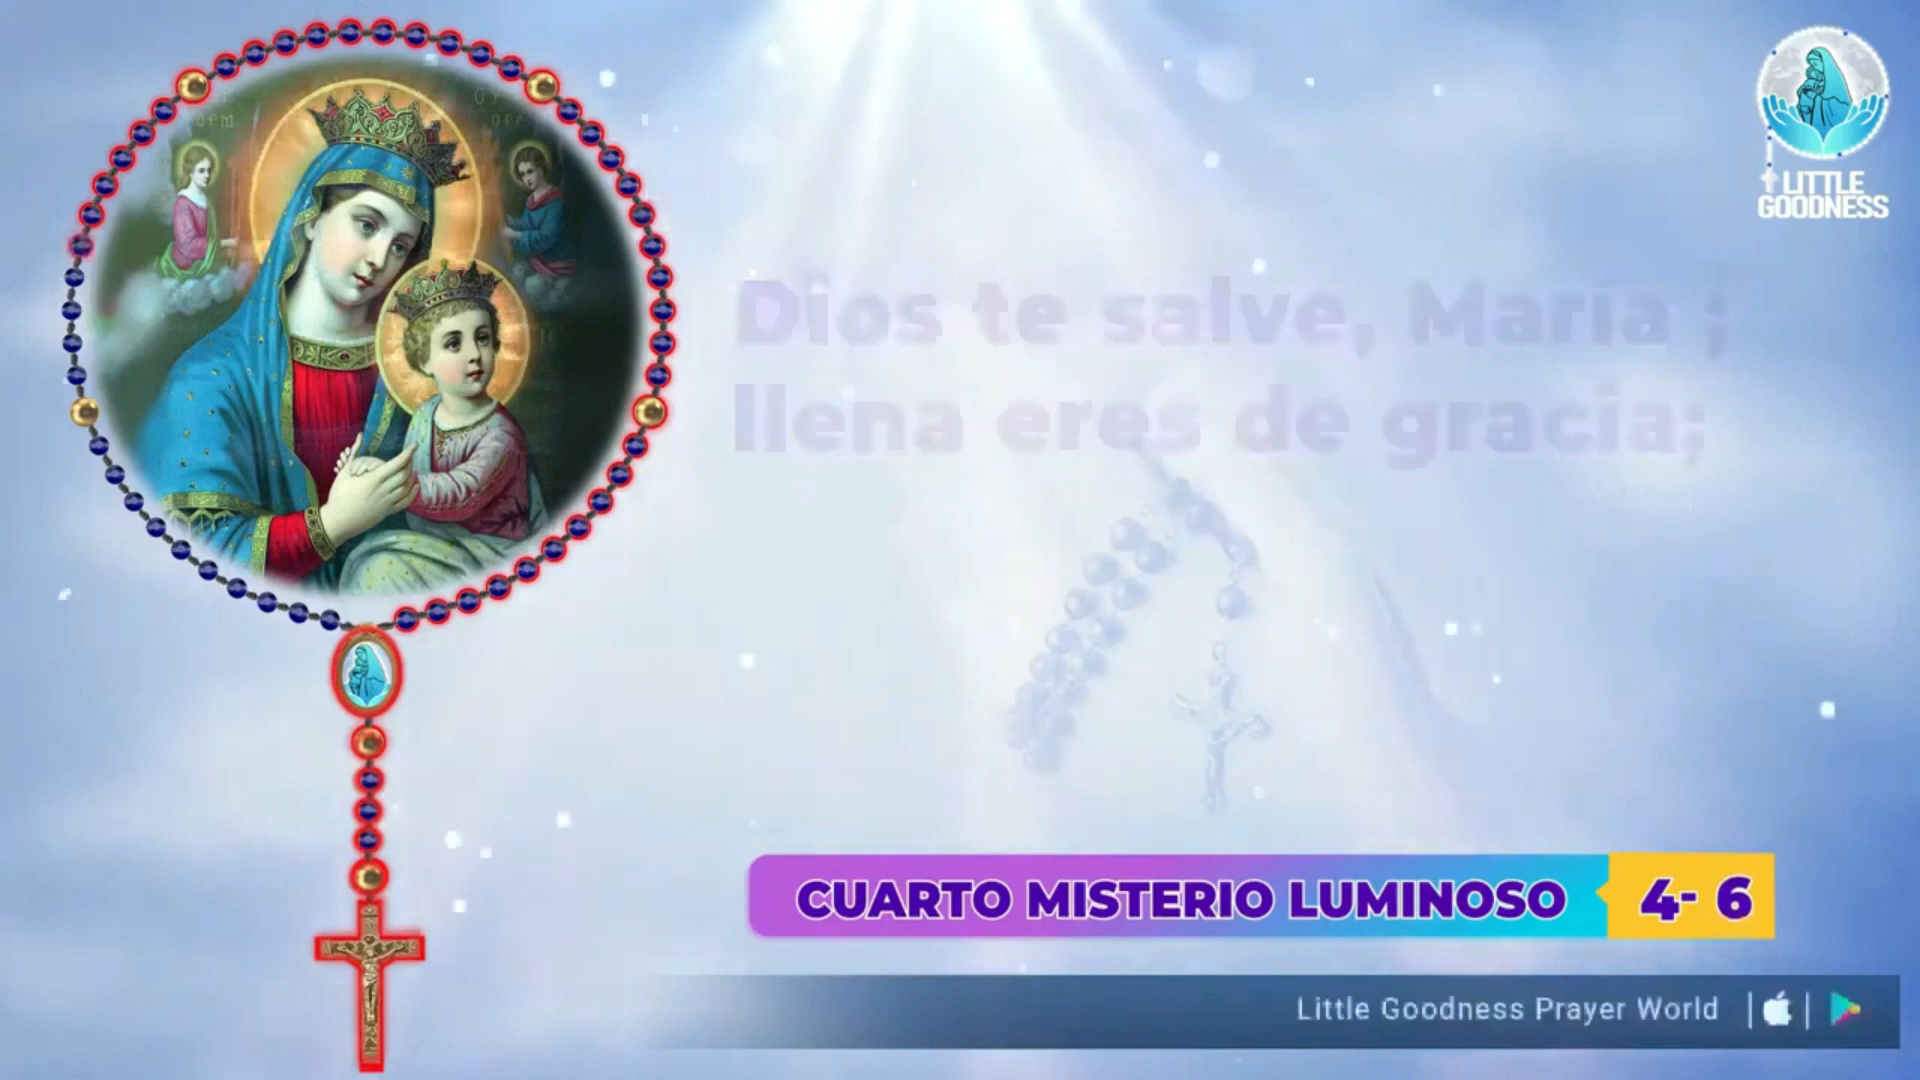 LITTLE
GOODNESS
Dios te salve, María ;
llena eres de gracia;
CUARTO MISTERIO LUMINOSO
4- 6
Little Goodness Prayer World